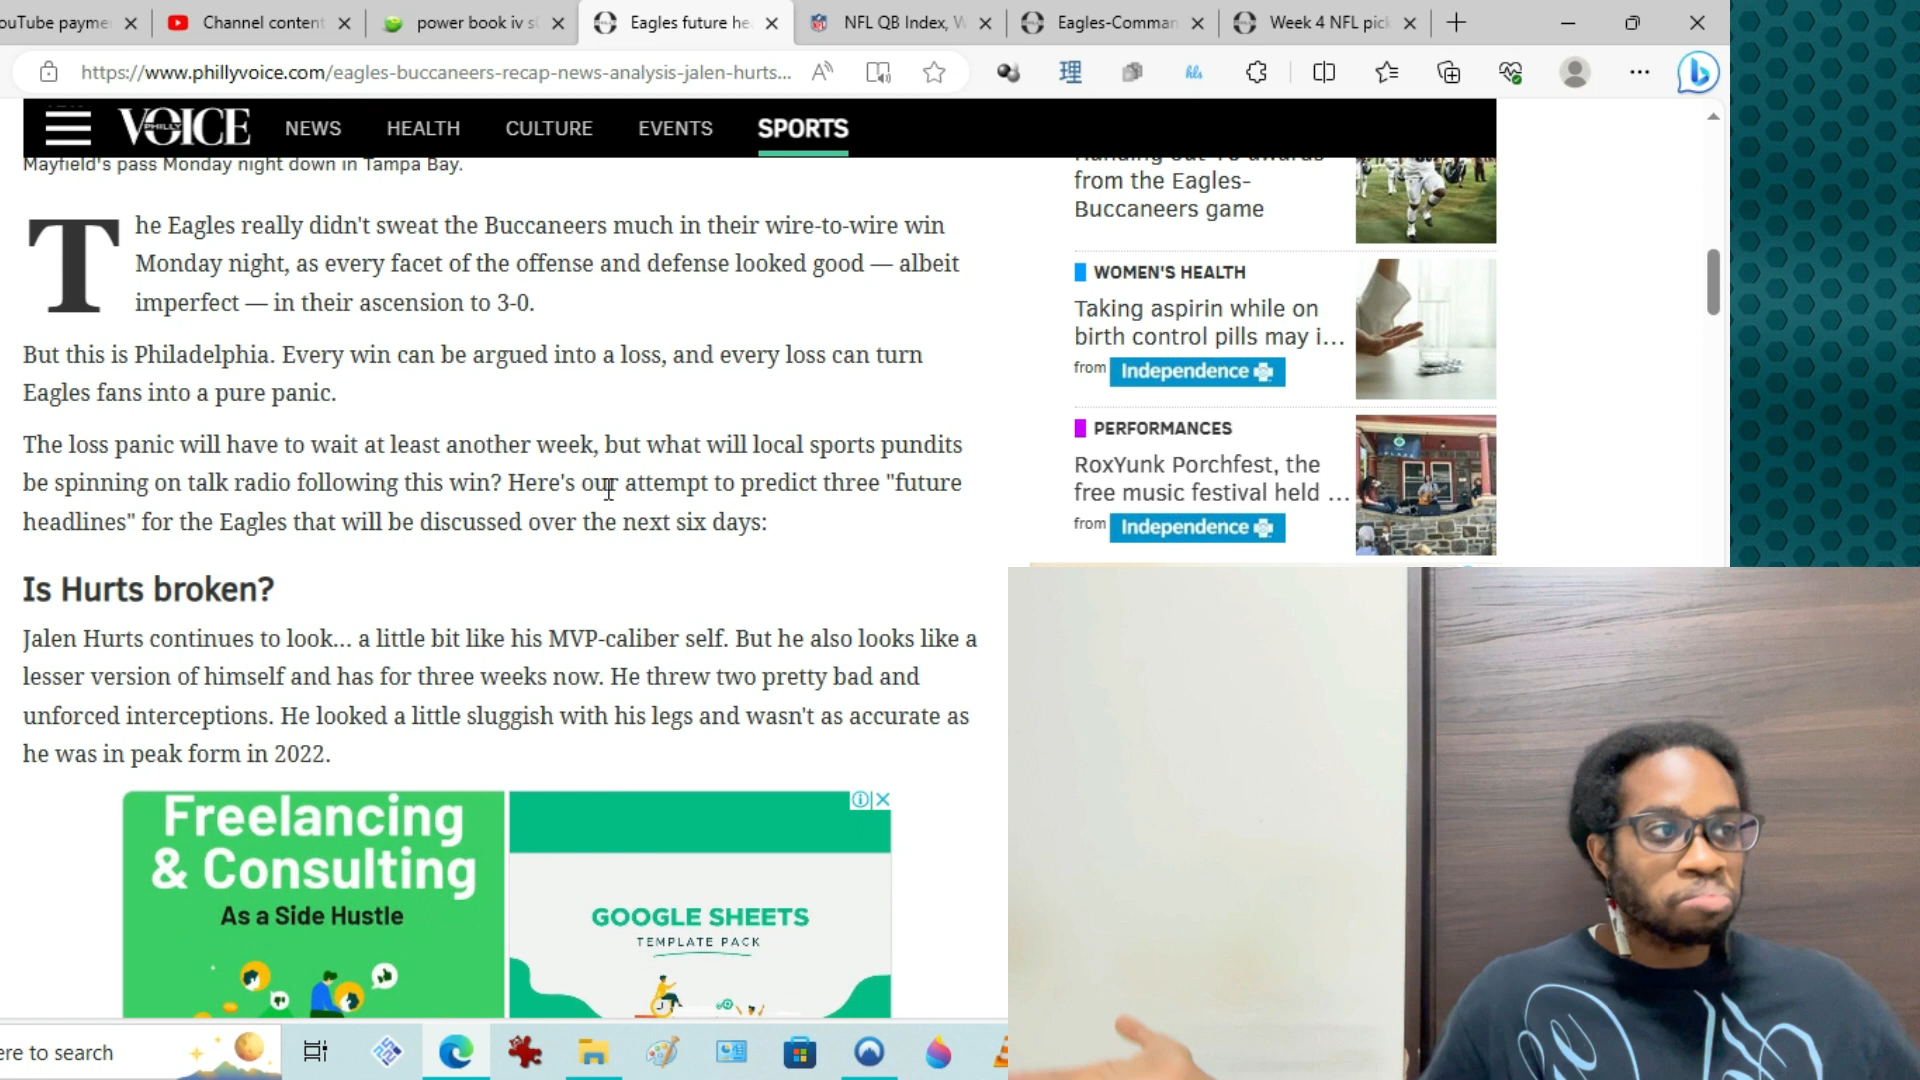 ouTube payme
Channel content
power book iv s
Eagles future he
NFL QB Index, W
Eagles-Comman
Week 4 NFL pick
https://www.phillyvoice.com/eagles-buccaneers-recap-news-analysis-jalen-hurts...
理
hls
PHILLY VOICE
NEWS
HEALTH
CULTURE
EVENTS
SPORTS
Mayfield's pass Monday night down in Tampa Bay.
The Eagles really didn't sweat the Buccaneers much in their wire-to-wire win
Monday night, as every facet of the offense and defense looked good — albeit
imperfect — in their ascension to 3-0.
But this is Philadelphia. Every win can be argued into a loss, and every loss can turn
Eagles fans into a pure panic.
The loss panic will have to wait at least another week, but what will local sports pundits
be spinning on talk radio following this win? Here's our attempt to predict three "future
headlines" for the Eagles that will be discussed over the next six days:
Is Hurts broken?
Jalen Hurts continues to look... a little bit like his MVP-caliber self. But he also looks like a
lesser version of himself and has for three weeks now. He threw two pretty bad and
unforced interceptions. He looked a little sluggish with his legs and wasn't as accurate as
he was in peak form in 2022.
Freelancing
& Consulting
As a Side Hustle
GOOGLE SHEETS
TEMPLATE PACK
Handing out 10 awards
from the Eagles-
Buccaneers game
WOMEN'S HEALTH
Taking aspirin while on
birth control pills may i...
from Independence
PERFORMANCES
RoxYunk Porchfest, the
free music festival held ...
from Independence
ere to search